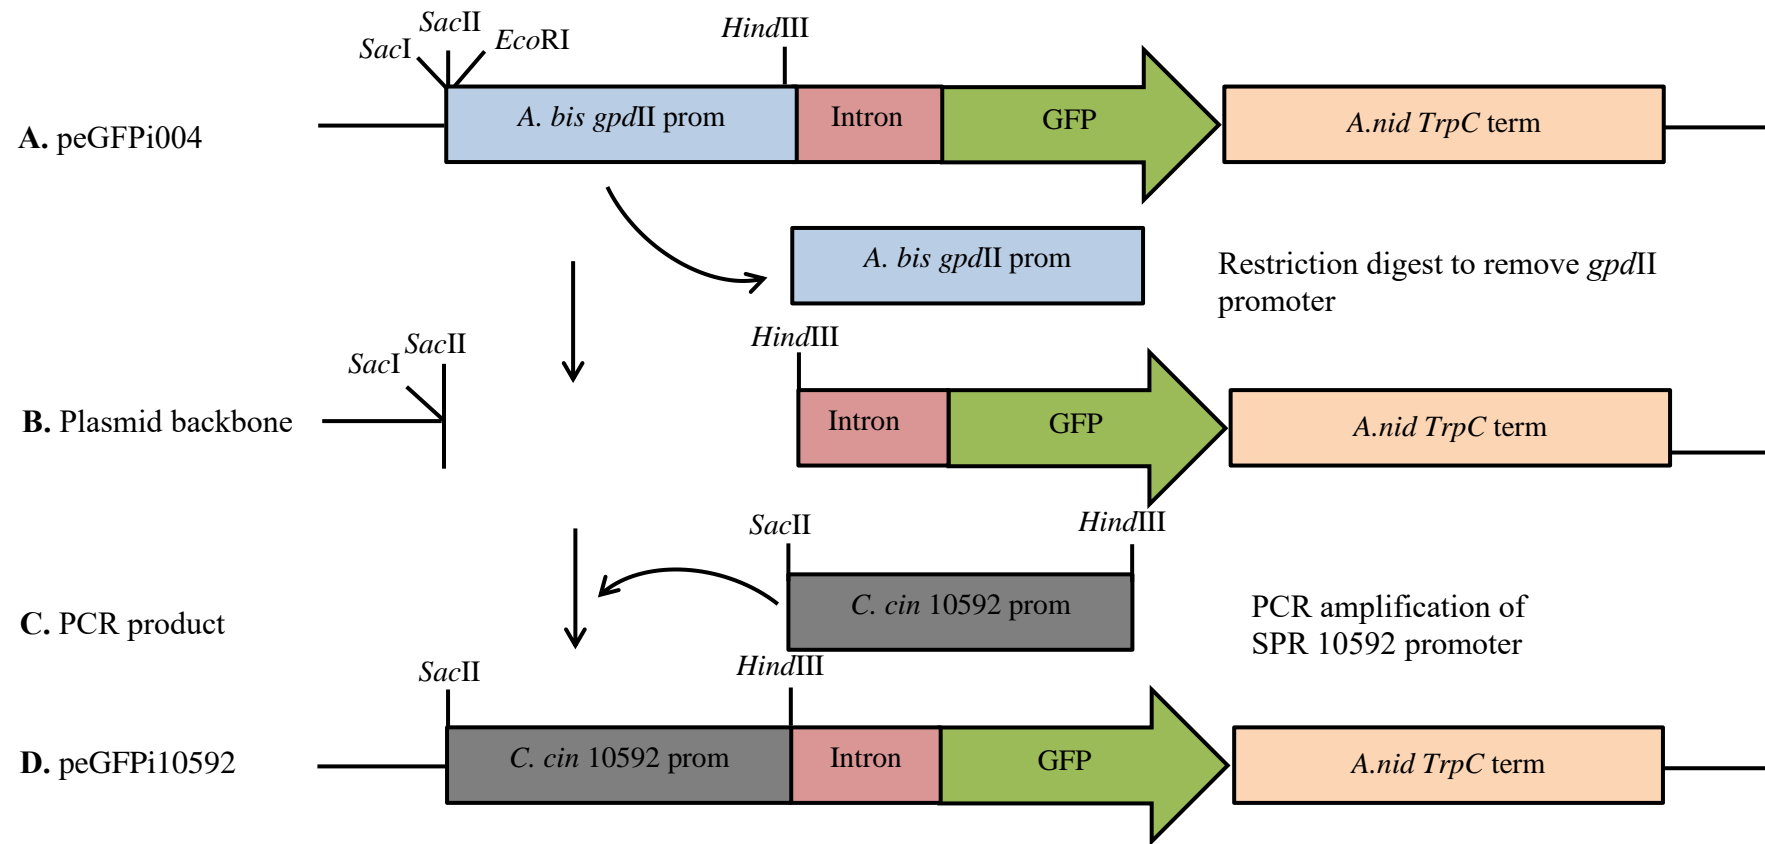 SacII
SacI
EcoRI
HindIII
A. peGFPi004
A. bis gpdII prom
Intron
GFP
A.nid TrpC term
A. bis gpdII prom
Restriction digest to remove gpdII
promoter
SacI
SacII
HindIII
B. Plasmid backbone
Intron
GFP
A.nid TrpC term
SacII
HindIII
C. PCR product
C. cin 10592 prom
PCR amplification of
SPR 10592 promoter
SacII
HindIII
D. peGFPi10592
C. cin 10592 prom
Intron
GFP
A.nid TrpC term